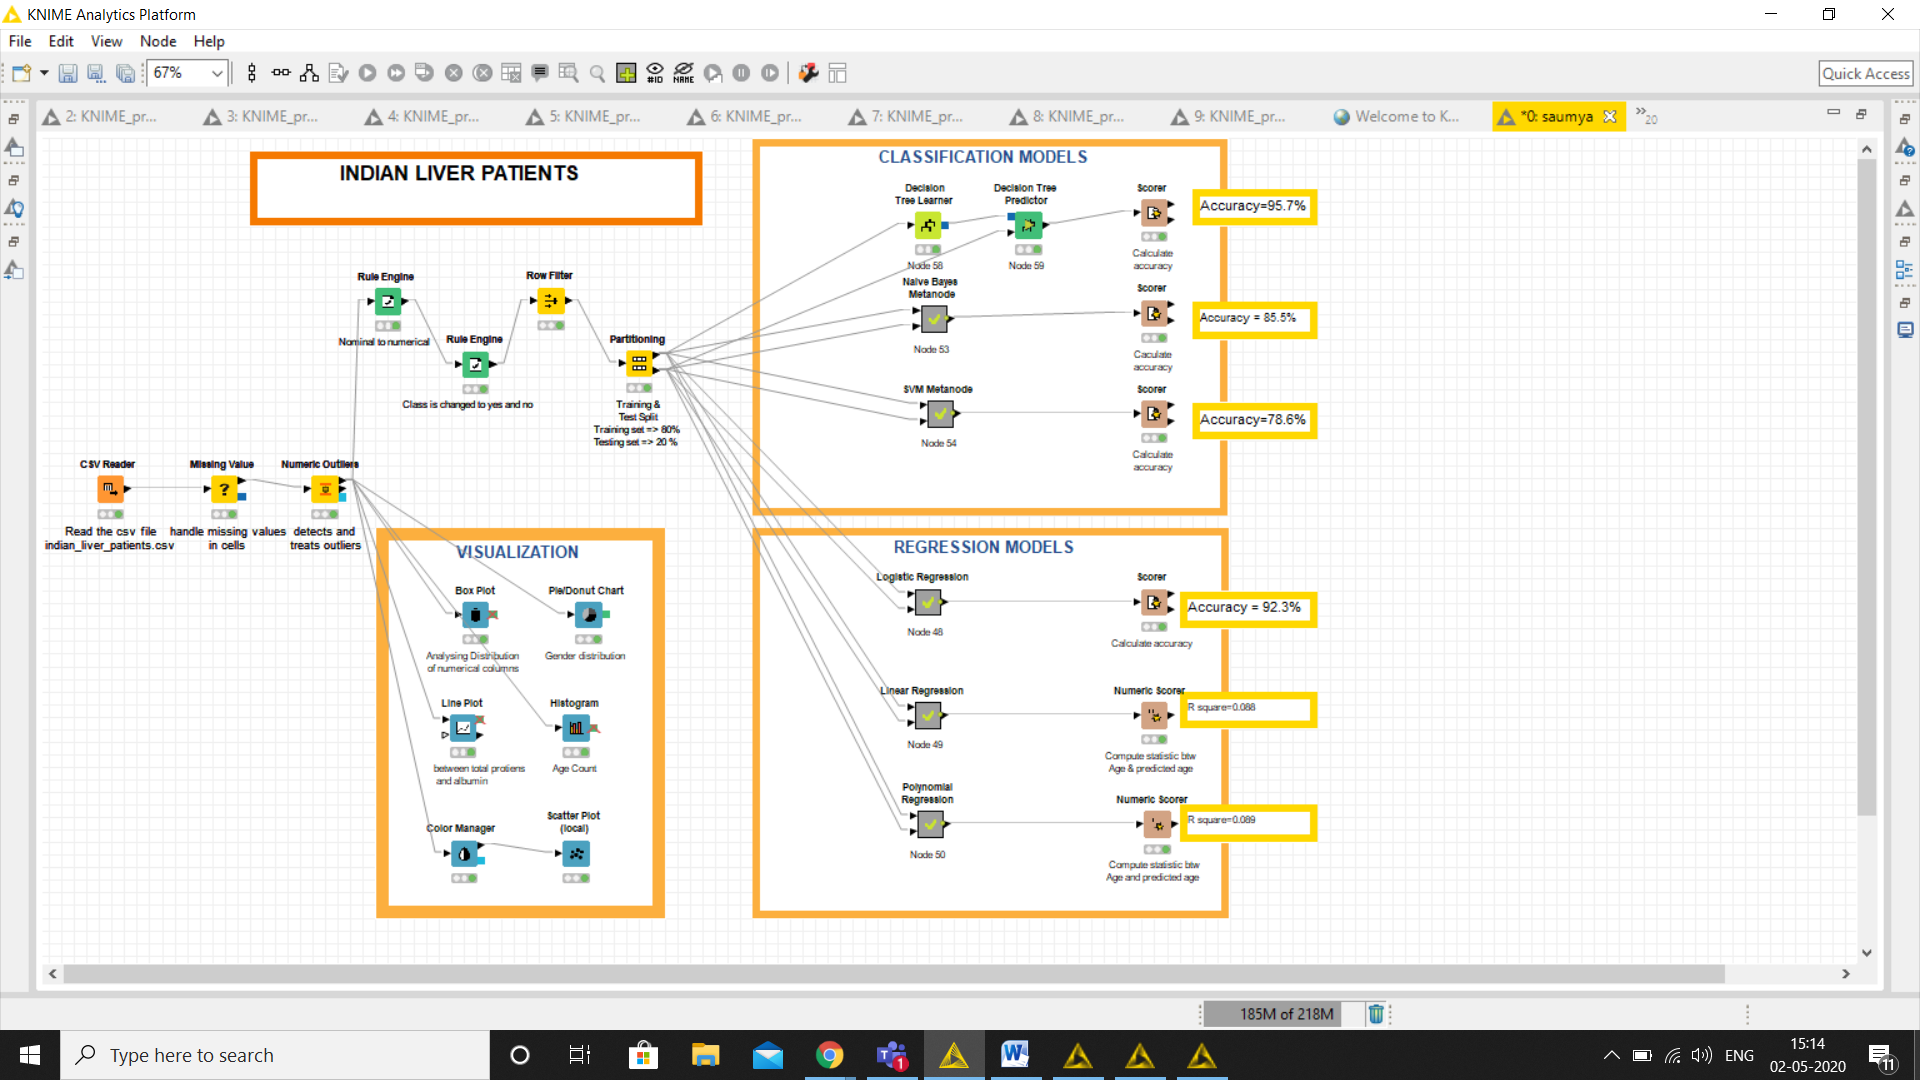 KNIME Analytics Platform
File Edit View Node Help
67%
#ID
NAME
Quick Access
2: KNIME_pr...
3: KNIME_pr...
4: KNIME_pr...
5: KNIME_pr...
6: KNIME_pr...
7: KNIME_pr...
8: KNIME_pr...
9: KNIME_pr...
Welcome to K...
*0: saumya
»20
INDIAN LIVER PATIENTS
Rule Engine
Nominal to numerical
Rule Engine
Class is changed to yes and no
Row Filter
Partitioning
Training &
Test Split
Training set => 80%
Testing set => 20 %
CSV Reader
Read the csv file
indian_liver_patients.csv
Missing Value
?
handle missing values
in cells
Numeric Outliers
detects and
treats outliers
VISUALIZATION
Box Plot
Analysing Distribution
of numerical columns
Pie/Donut Chart
Gender distribution
Line Plot
between total protiens
and albumin
Histogram
Age Count
Color Manager
Scatter Plot
(local)
CLASSIFICATION MODELS
Decision
Tree Learner
Node 58
Decision Tree
Predictor
Node 59
Scorer
Calculate
accuracy
Accuracy=95.7%
Naive Bayes
Metanode
Node 53
Scorer
Caculate
accuracy
Accuracy = 85.5%
SVM Metanode
Node 54
Scorer
Calculate
accuracy
Accuracy=78.6%
REGRESSION MODELS
Logistic Regression
Node 48
Scorer
Calculate accuracy
Accuracy = 92.3%
Linear Regression
Node 49
Numeric Scorer
Compute statistic btw
Age & predicted age
R square=0.088
Polynomial
Regression
Node 50
Numeric Scorer
Compute statistic btw
Age and predicted age
R square=0.089
185M of 218M
Type here to search
1
W
ENG
15:14
02-05-2020
11